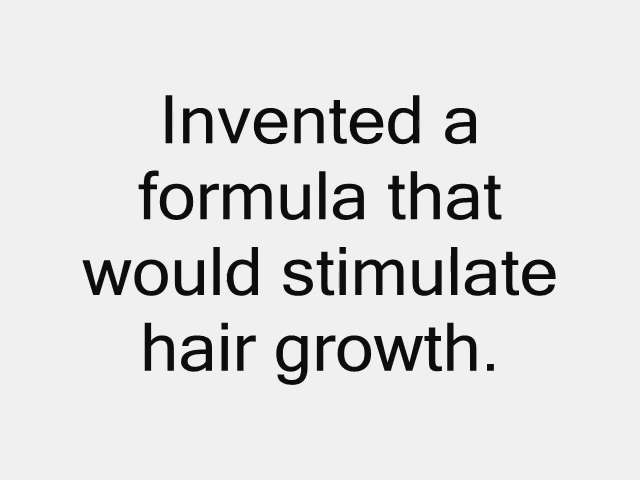 Invented a
formula that
would stimulate
hair growth.